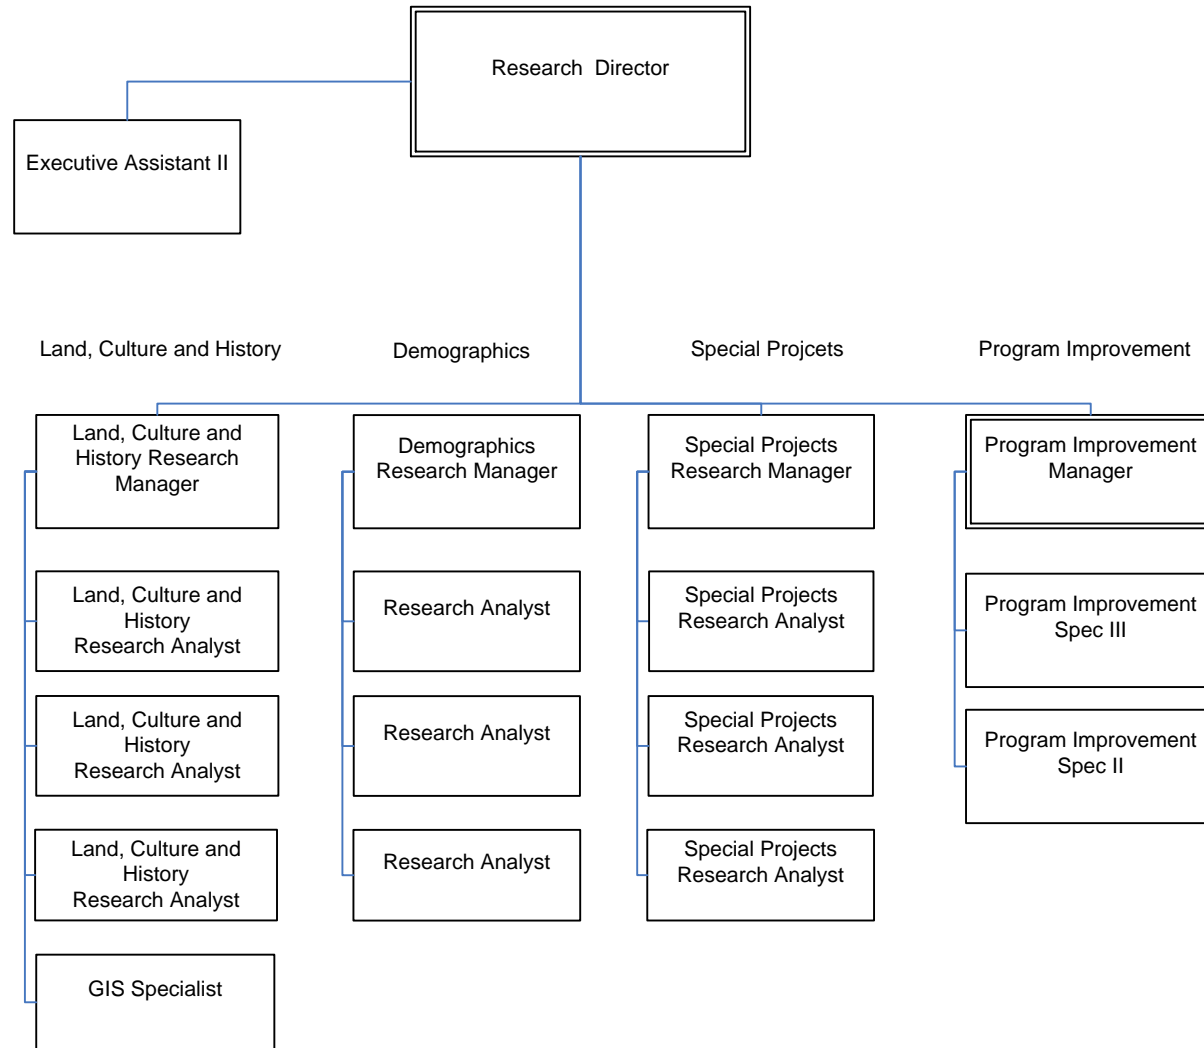 Research  Director
Executive Assistant II
Land, Culture and History
Demographics
Special Projcets
Program Improvement
Land, Culture and
History Research
Manager
Demographics
Research Manager
Special Projects
Research Manager
Program Improvement
Manager
Land, Culture and
History
Research Analyst
Research Analyst
Special Projects
Research Analyst
Program Improvement
Spec III
Land, Culture and
History
Research Analyst
Research Analyst
Special Projects
Research Analyst
Program Improvement
Spec II
Land, Culture and
History
Research Analyst
Research Analyst
Special Projects
Research Analyst
GIS Specialist